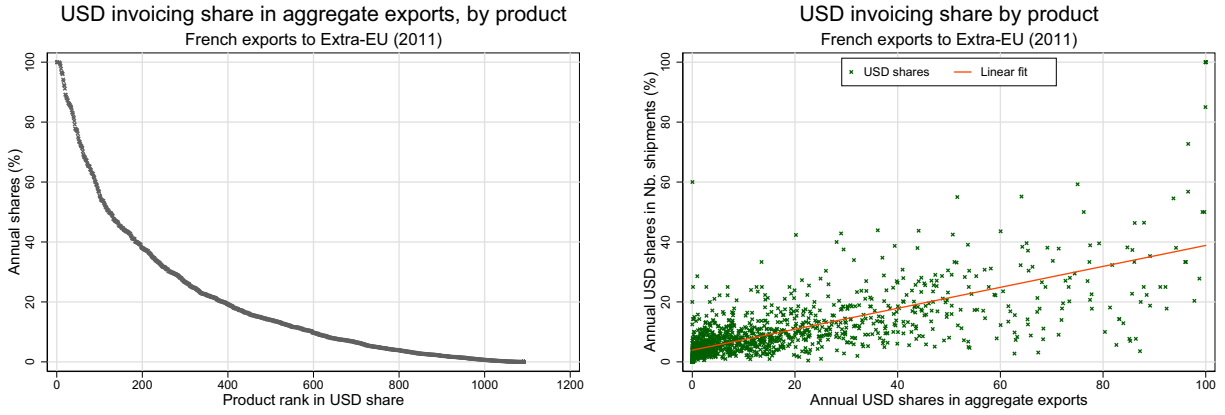 USD invoicing share in aggregate exports, by product
French exports to Extra-EU (2011)
Annual shares (%)
100
80
60
40
20
0
0 200 400 600 800 1000 1200
Product rank in USD share
USD invoicing share by product
French exports to Extra-EU (2011)
USD shares Linear fit
Annual USD shares in Nb. shipments (%)
100
80
60
40
20
0
0 20 40 60 80 100
Annual USD shares in aggregate exports